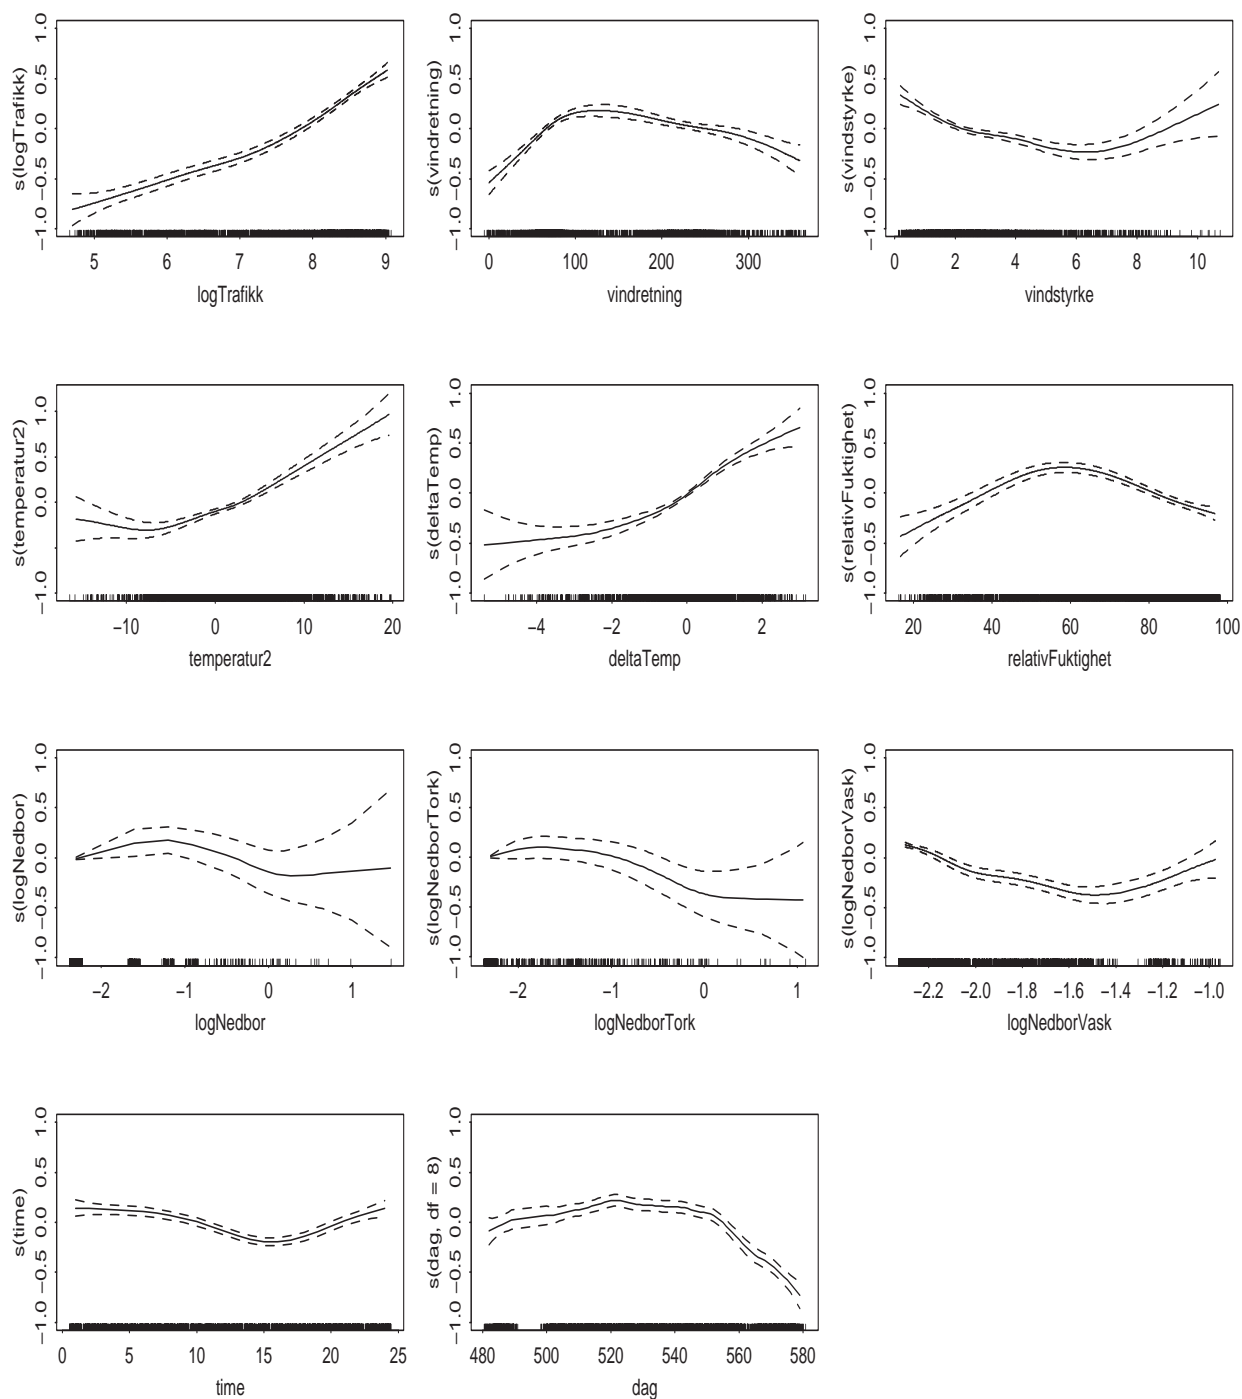 s(logTrafikk)
−1.0 −0.5 0.0 0.5 1.0
5 6 7 8 9
logTrafikk
s(vindretning)
−1.0 −0.5 0.0 0.5 1.0
0 100 200 300
vindretning
s(vindstyrke)
−1.0 −0.5 0.0 0.5 1.0
0 2 4 6 8 10
vindstyrke
s(temperatur2)
−1.0 0.0 0.5 1.0
−10 0 10 20
temperatur2
s(deltaTemp)
−1.0 −0.5 0.0 0.5 1.0
−4 −2 0 2
deltaTemp
s(relativFuktighet)
−1.0 −0.5 0.0 0.5 1.0
20 40 60 80 100
relativFuktighet
s(logNedbor)
−1.0 −0.5 0.0 0.5 1.0
−2 −1 0 1
logNedbor
s(logNedborTork)
−1.0 −0.5 0.0 0.5 1.0
−2 −1 0 1
logNedborTork
s(logNedborVask)
−1.0 −0.5 0.0 0.5 1.0
−2.2 −2.0 −1.8 −1.6 −1.4 −1.2 −1.0
logNedborVask
s(time)
−1.0 −0.5 0.0 0.5 1.0
0 5 10 15 20 25
time
s(dag, df = 8)
−1.0 −0.5 0.0 0.5 1.0
480 500 520 540 560 580
dag